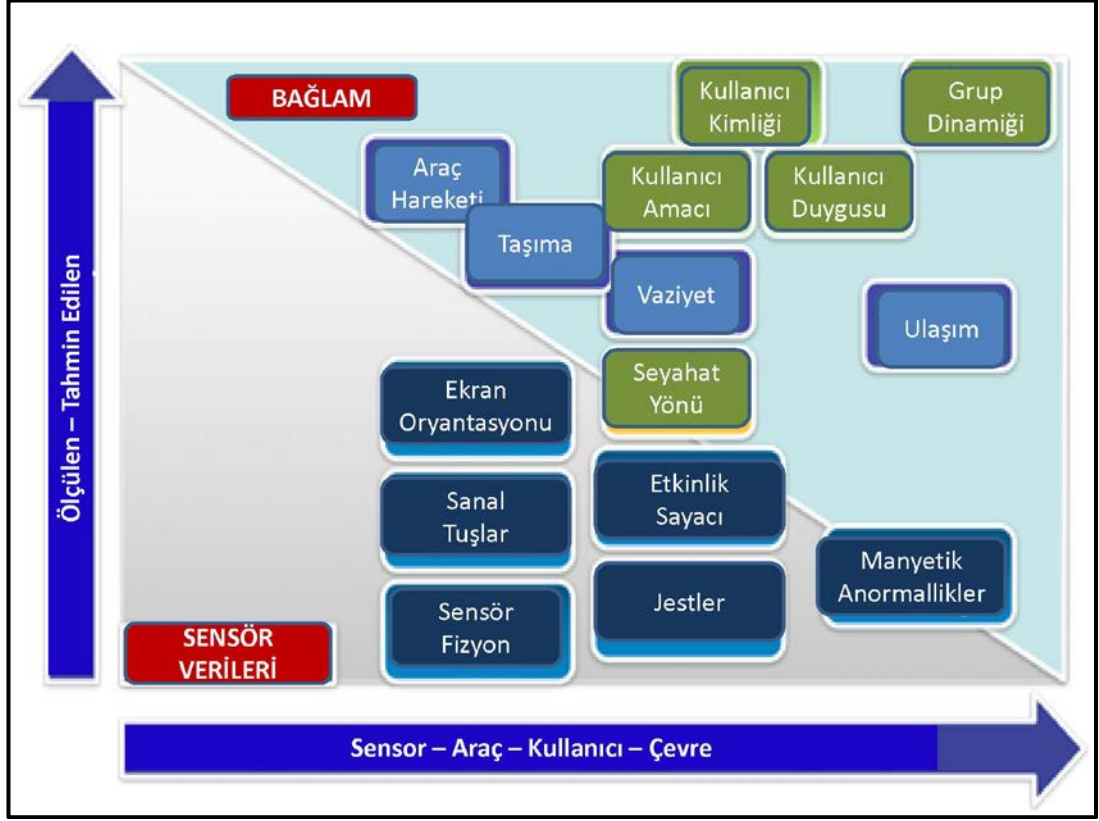 BAĞLAM
Kullanıcı
Kimliği
Grup
Dinamiği
Araç
Hareketi
Kullanıcı
Amacı
Kullanıcı
Duygusu
Taşıma
Vaziyet
Ulaşım
Ölçülen – Tahmin Edilen
Ekran
Oryantasyonu
Seyahat
Yönü
Sanal
Tuşlar
Etkinlik
Sayacı
Manyetik
Anormallikler
Sensör
Fizyon
Jestler
SENSÖR
VERİLERİ
Sensor – Araç – Kullanıcı – Çevre